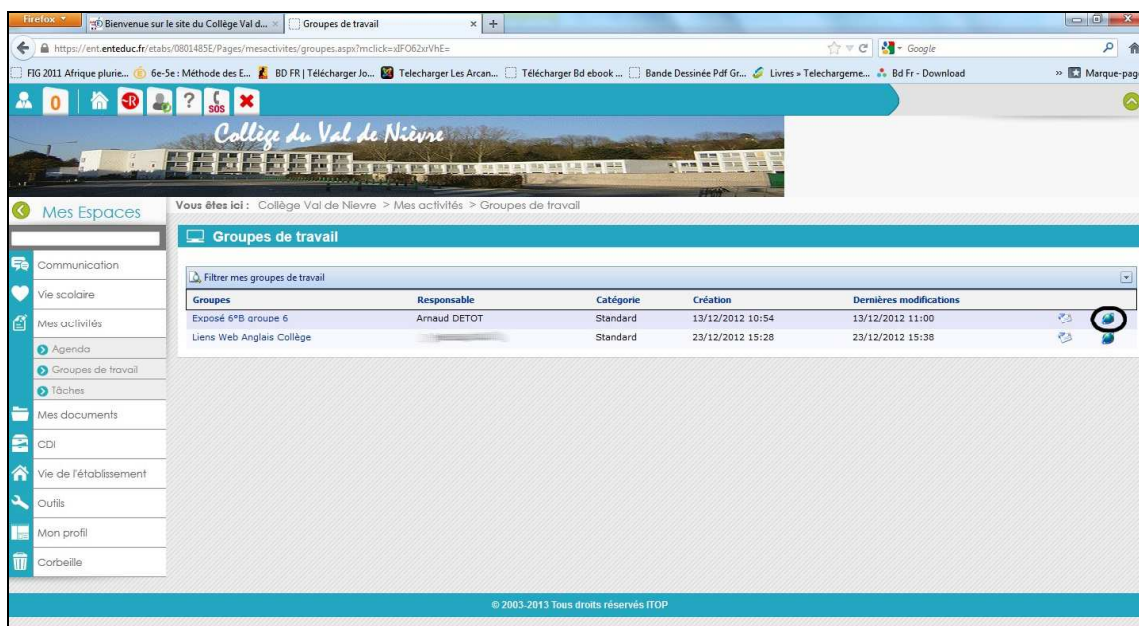 Firefox
Bienvenue sur le site du Collège Val d...
Groupes de travail
https://ent.enteduc.fr/etabs/0801485E/Pages/mesactivites/groupes.aspx?mclick=xIFO62xrVhE=
Google
FIG 2011 Afrique plurie... 6e-5e : Méthode des E... BD FR | Télécharger Jo... Telecharger Les Arcan... Télécharger Bd ebook ... Bande Dessinée Pdf Gr... Livres » Telechargeme... Bd Fr - Download » Marque-pag
0 ? SOS
Collège du Val de Nièvre
Mes Espaces
Vous êtes ici : Collège Val de Nievre > Mes activités > Groupes de travail
Groupes de travail
Communication
Vie scolaire
Mes activités
Agenda
Groupes de travail
Tâches
Mes documents
CDI
Vie de l'établissement
Outils
Mon profil
Corbeille
Filtrer mes groupes de travail
Groupes Responsable Catégorie Création Dernières modifications
Exposé 6°B groupe 6 Arnaud DETOT Standard 13/12/2012 10:54 13/12/2012 11:00
Liens Web Anglais Collège Standard 23/12/2012 15:28 23/12/2012 15:38
© 2003-2013 Tous droits réservés ITOP